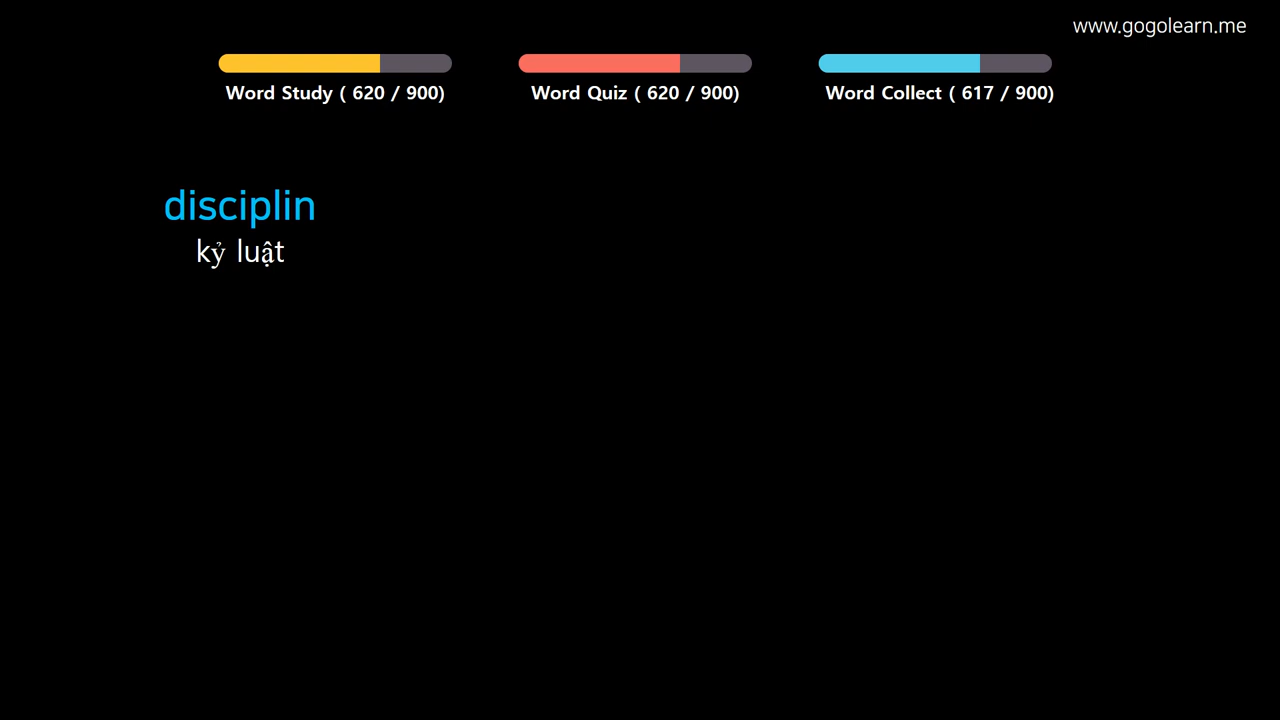 www.gogolearn.me
Word Study ( 620 / 900)
Word Quiz ( 620 / 900)
Word Collect ( 617 / 900)
disciplin
kỷ luật